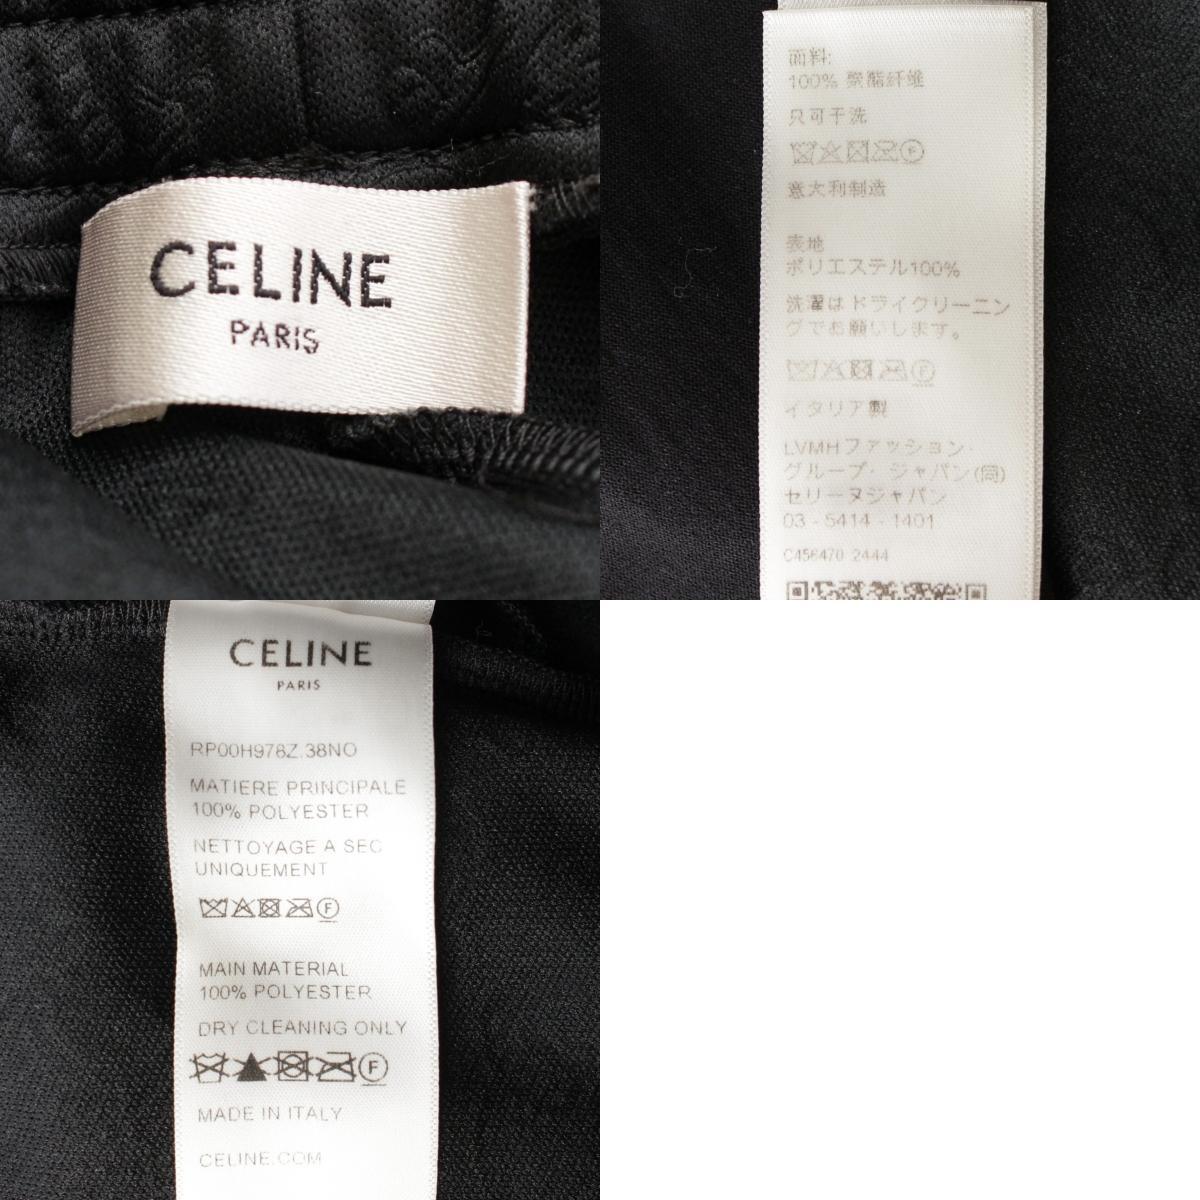 CELINE
PARIS
面料:
100% 聚酯纤维
只可干洗
意大利制造
表地
ポリエステル100%
洗濯はドライクリーニン
グでお願いします。
イタリア製
LVMHファッション・
グループ・ジャパン(同)
セリーヌジャパン
03 - 5414 - 1401
C456470 2444
CELINE
PARIS
RP00H978Z.38NO
MATIERE PRINCIPALE
100% POLYESTER
NETTOYAGE A SEC
UNIQUEMENT
F
MAIN MATERIAL
100% POLYESTER
DRY CLEANING ONLY
F
MADE IN ITALY
CELINE.COM